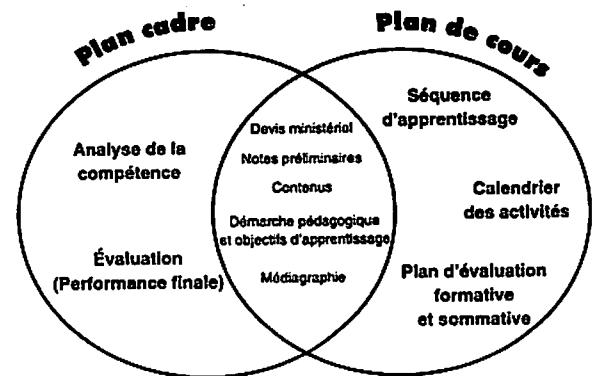 Plan cadre
Plan de cours
Analyse de la
compétence
Évaluation
(Performance finale)
Devis ministériel
Notes préliminaires
Contenus
Démarche pédagogique
et objectifs d'apprentissage
Médiagraphie
Séquence
d'apprentissage
Calendrier
des activités
Plan d'évaluation
formative
et sommative